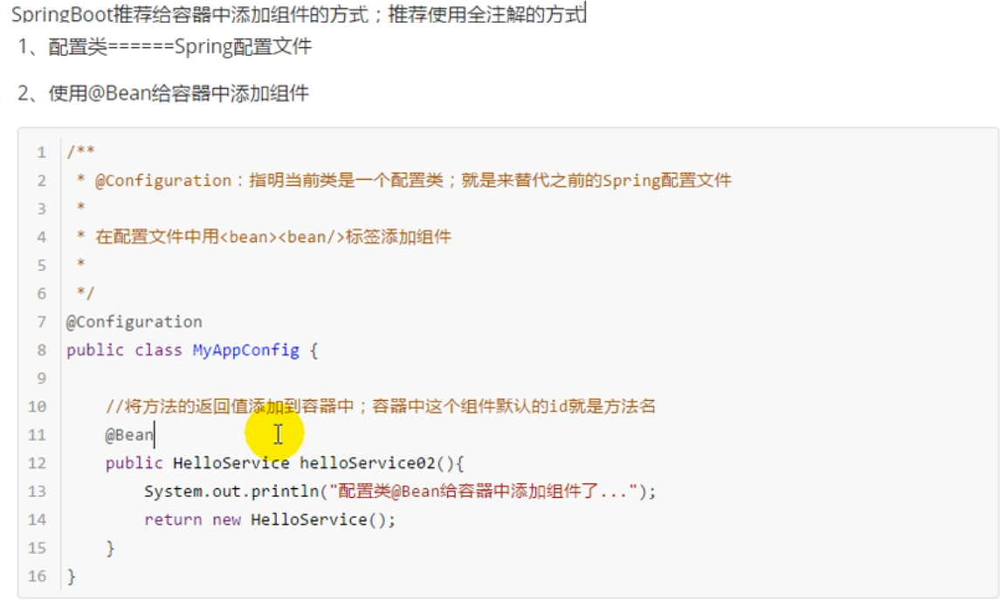 SpringBoot推荐给容器中添加组件的方式；推荐使用全注解的方式
1、配置类======Spring配置文件
2、使用@Bean给容器中添加组件
1 /**
2  * @Configuration：指明当前类是一个配置类；就是来替代之前的Spring配置文件
3  *
4  * 在配置文件中用<bean><bean/>标签添加组件
5  *
6  */
7 @Configuration
8 public class MyAppConfig {
9
10     //将方法的返回值添加到容器中；容器中这个组件默认的id就是方法名
11     @Bean
12     public HelloService helloService02(){
13         System.out.println("配置类@Bean给容器中添加组件了...");
14         return new HelloService();
15     }
16 }